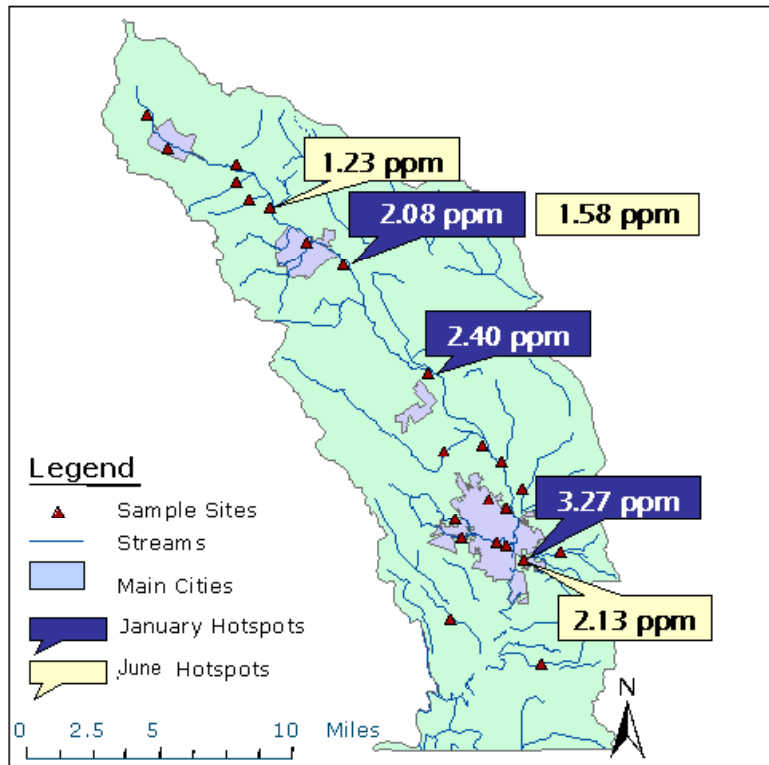 1.23 ppm
2.08 ppm
1.58 ppm
2.40 ppm
3.27 ppm
2.13 ppm
Legend
Sample Sites
Streams
Main Cities
January Hotspots
June Hotspots
0 2.5 5 10 Miles
N